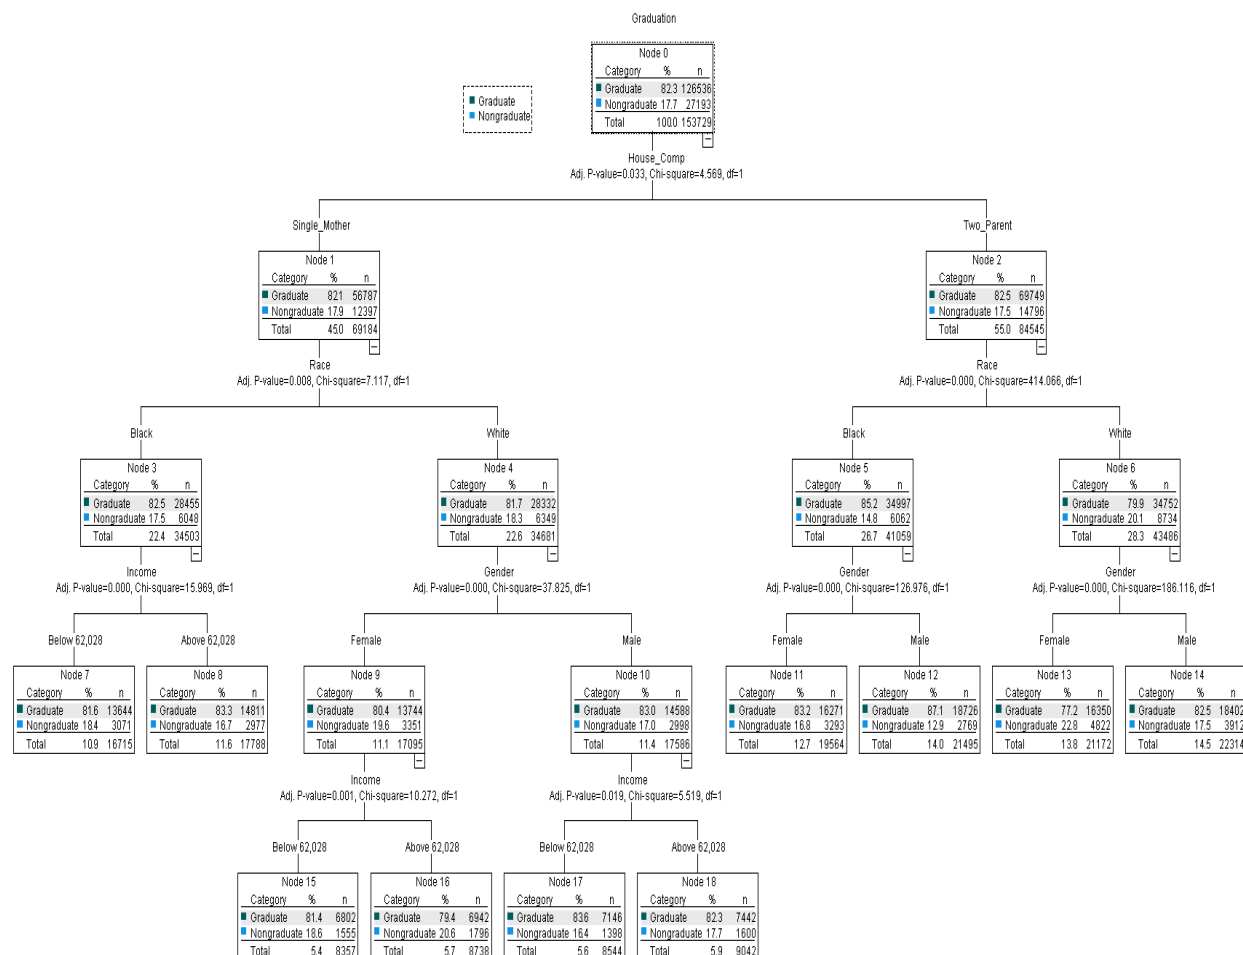 Graduation
Node 0
Category % n
Graduate 82.3 126536
Nongraduate 17.7 27193
Total 100.0 153729
Graduate
Nongraduate
House_Comp
Adj. P-value=0.033, Chi-square=4.569, df=1
Single_Mother
Two_Parent
Node 1
Category % n
Graduate 82.1 56787
Nongraduate 17.9 12397
Total 45.0 69184
Node 2
Category % n
Graduate 82.5 69749
Nongraduate 17.5 14796
Total 55.0 84545
Race
Adj. P-value=0.008, Chi-square=7.117, df=1
Race
Adj. P-value=0.000, Chi-square=414.066, df=1
Black
White
Black
White
Node 3
Category % n
Graduate 82.5 28455
Nongraduate 17.5 6048
Total 22.4 34503
Node 4
Category % n
Graduate 81.7 28332
Nongraduate 18.3 6349
Total 22.6 34681
Node 5
Category % n
Graduate 85.2 34997
Nongraduate 14.8 6062
Total 26.7 41059
Node 6
Category % n
Graduate 79.9 34752
Nongraduate 20.1 8734
Total 28.3 43486
Income
Adj. P-value=0.000, Chi-square=15.969, df=1
Gender
Adj. P-value=0.000, Chi-square=37.825, df=1
Gender
Adj. P-value=0.000, Chi-square=126.976, df=1
Gender
Adj. P-value=0.000, Chi-square=186.116, df=1
Below 62,028
Above 62,028
Female
Male
Female
Male
Female
Male
Node 7
Category % n
Graduate 81.6 13644
Nongraduate 18.4 3071
Total 10.9 16715
Node 8
Category % n
Graduate 83.3 14811
Nongraduate 16.7 2977
Total 11.6 17788
Node 9
Category % n
Graduate 80.4 13744
Nongraduate 19.6 3351
Total 11.1 17095
Node 10
Category % n
Graduate 83.0 14588
Nongraduate 17.0 2998
Total 11.4 17586
Node 11
Category % n
Graduate 83.2 16271
Nongraduate 16.8 3293
Total 12.7 19564
Node 12
Category % n
Graduate 87.1 18726
Nongraduate 12.9 2769
Total 14.0 21495
Node 13
Category % n
Graduate 77.2 16350
Nongraduate 22.8 4822
Total 13.8 21172
Node 14
Category % n
Graduate 82.5 18402
Nongraduate 17.5 3912
Total 14.5 22314
Income
Adj. P-value=0.001, Chi-square=10.272, df=1
Income
Adj. P-value=0.019, Chi-square=5.519, df=1
Below 62,028
Above 62,028
Below 62,028
Above 62,028
Node 15
Category % n
Graduate 81.4 6802
Nongraduate 18.6 1555
Total 5.4 8357
Node 16
Category % n
Graduate 79.4 6942
Nongraduate 20.6 1796
Total 5.7 8738
Node 17
Category % n
Graduate 83.6 7146
Nongraduate 16.4 1398
Total 5.6 8544
Node 18
Category % n
Graduate 82.3 7442
Nongraduate 17.7 1600
Total 5.9 9042